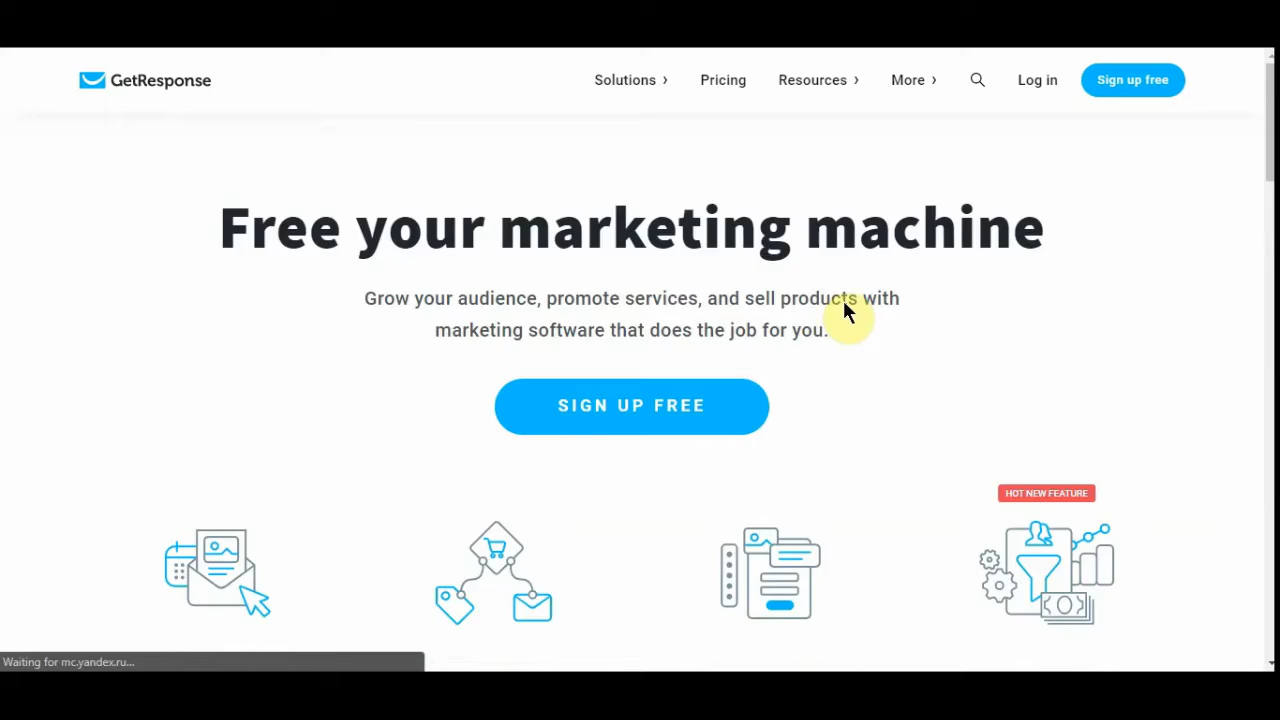 GetResponse
Solutions › Pricing Resources › More › Log in Sign up free
Free your marketing machine
Grow your audience, promote services, and sell products with
marketing software that does the job for you.
SIGN UP FREE
HOT NEW FEATURE
Waiting for mc.yandex.ru...